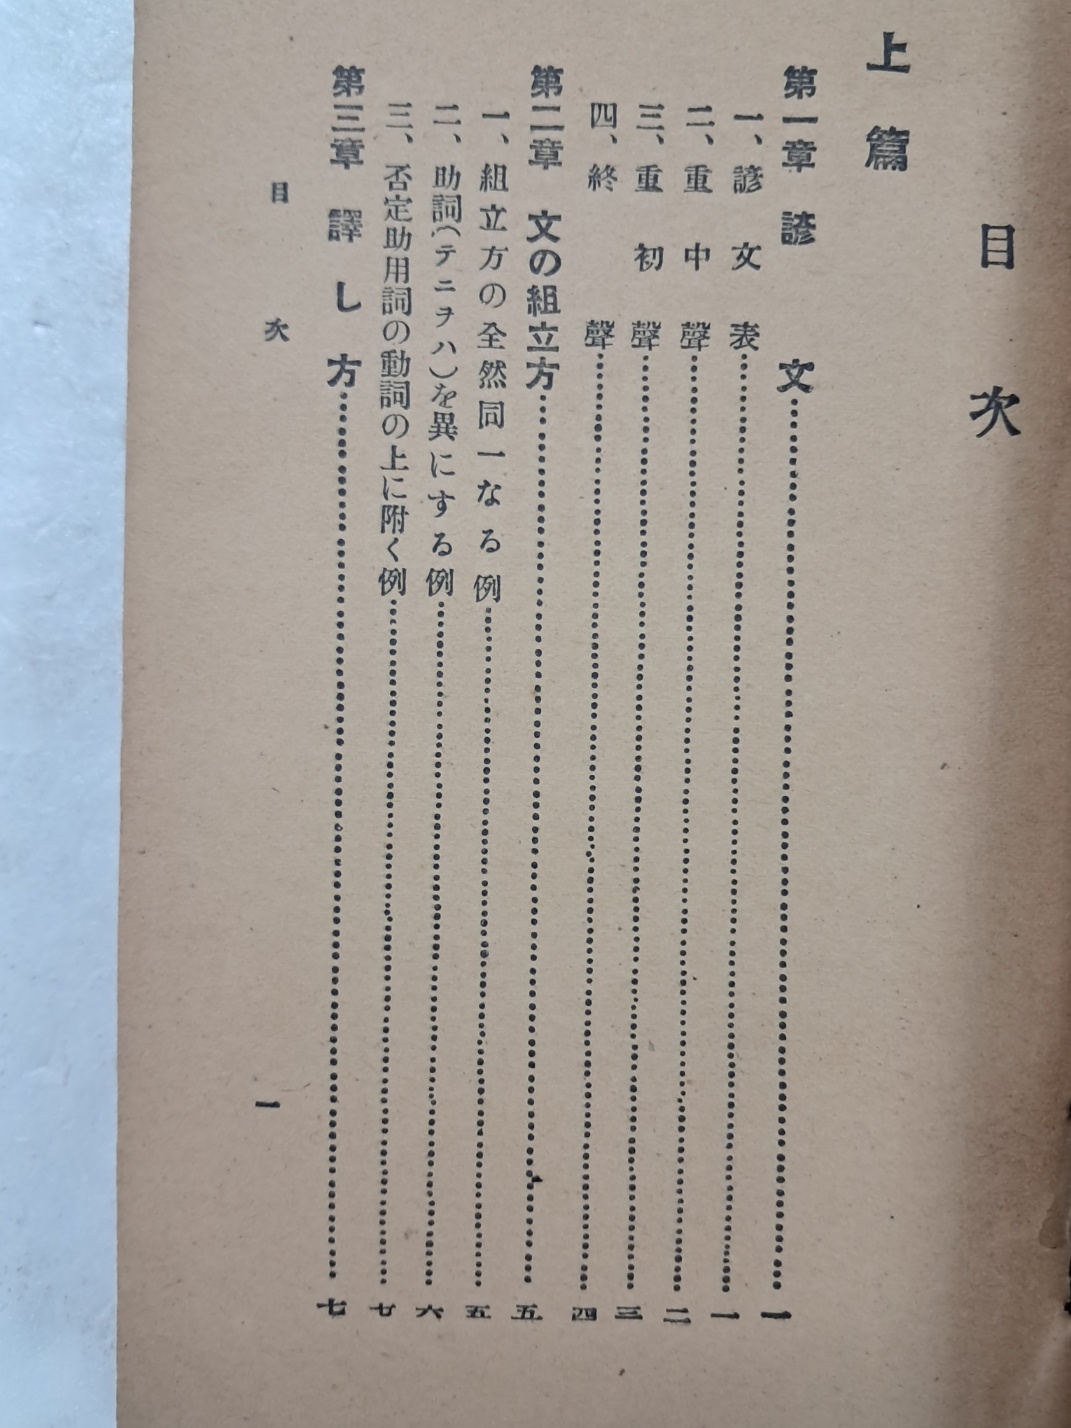 目次
上篇
第一章 諺文……一
一、諺文表……一
二、重中聲……二
三、重初聲……三
四、終聲……四
第二章 文の組立方……五
一、組立方の全然同一なる例……五
二、助詞(テニヲハ)を異にする例……六
三、否定助用詞の動詞の上に附く例……七
第三章 譯し方……七
目次
一